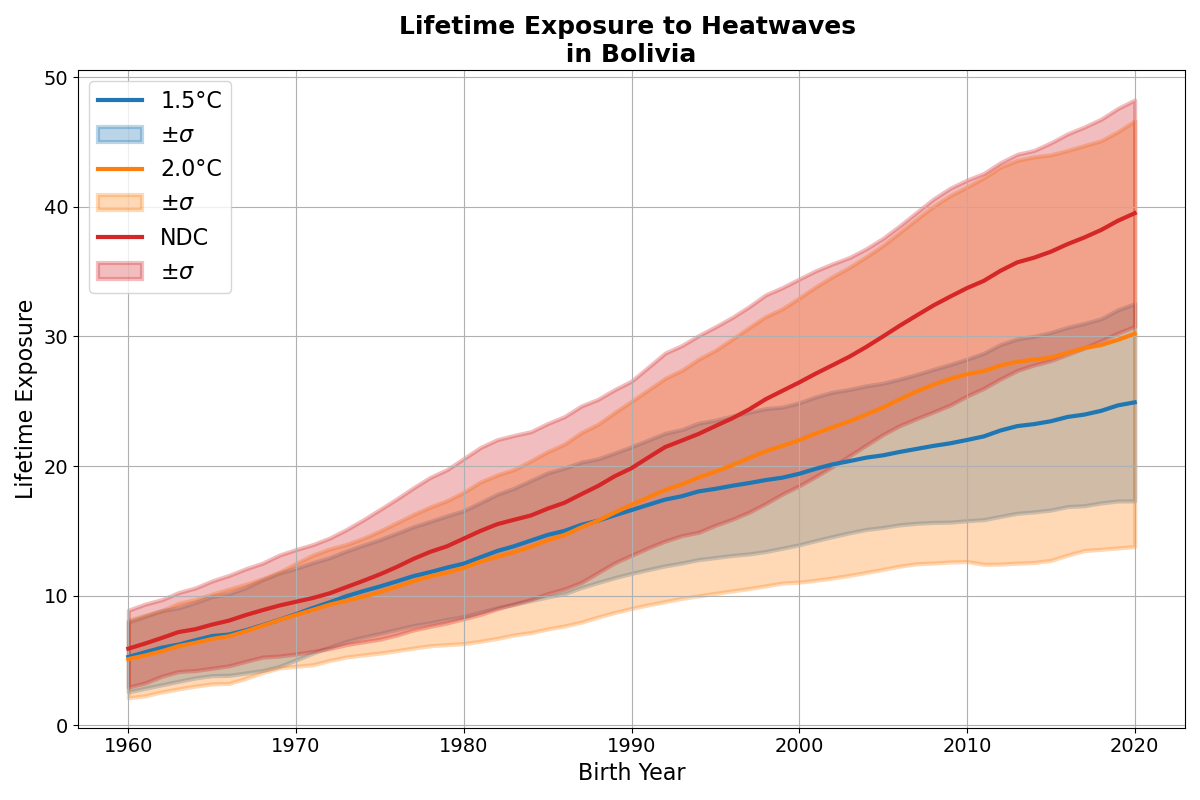 Lifetime Exposure to Heatwaves
in Bolivia
50
40
30
20
10
0
Lifetime Exposure
1.5°C
±σ
2.0°C
±σ
NDC
±σ
1960 1970 1980 1990 2000 2010 2020
Birth Year